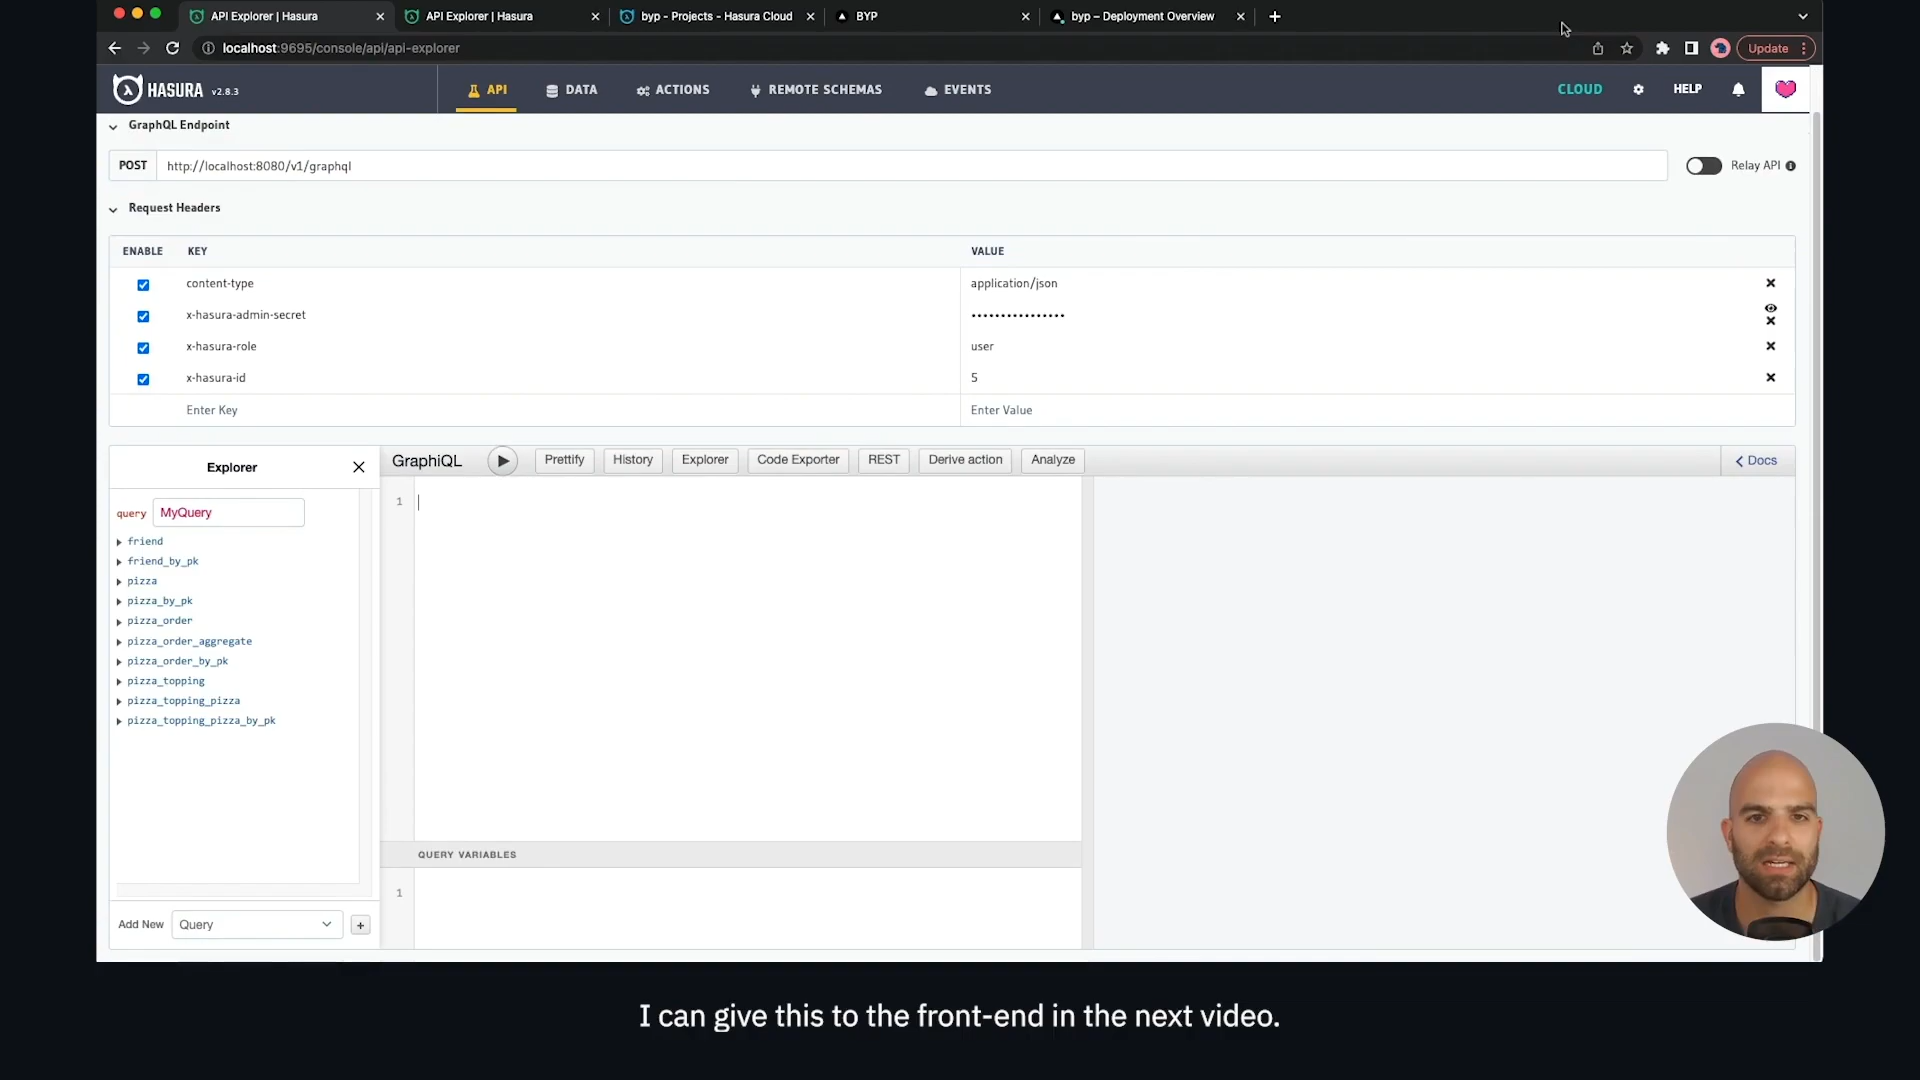 API Explorer | Hasura
API Explorer | Hasura
byp - Projects - Hasura Cloud
BYP
byp – Deployment Overview
localhost:9695/console/api/api-explorer
Update
HASURA v2.8.3
API
DATA
ACTIONS
REMOTE SCHEMAS
EVENTS
CLOUD
HELP
GraphQL Endpoint
POST http://localhost:8080/v1/graphql
Relay API
Request Headers
ENABLE KEY VALUE
content-type application/json
x-hasura-admin-secret ••••••••••••••••
x-hasura-role user
x-hasura-id 5
Enter Key Enter Value
Explorer
GraphiQL
Prettify
History
Explorer
Code Exporter
REST
Derive action
Analyze
Docs
query MyQuery
friend
friend_by_pk
pizza
pizza_by_pk
pizza_order
pizza_order_aggregate
pizza_order_by_pk
pizza_topping
pizza_topping_pizza
pizza_topping_pizza_by_pk
1
QUERY VARIABLES
1
Add New Query +
I can give this to the front-end in the next video.